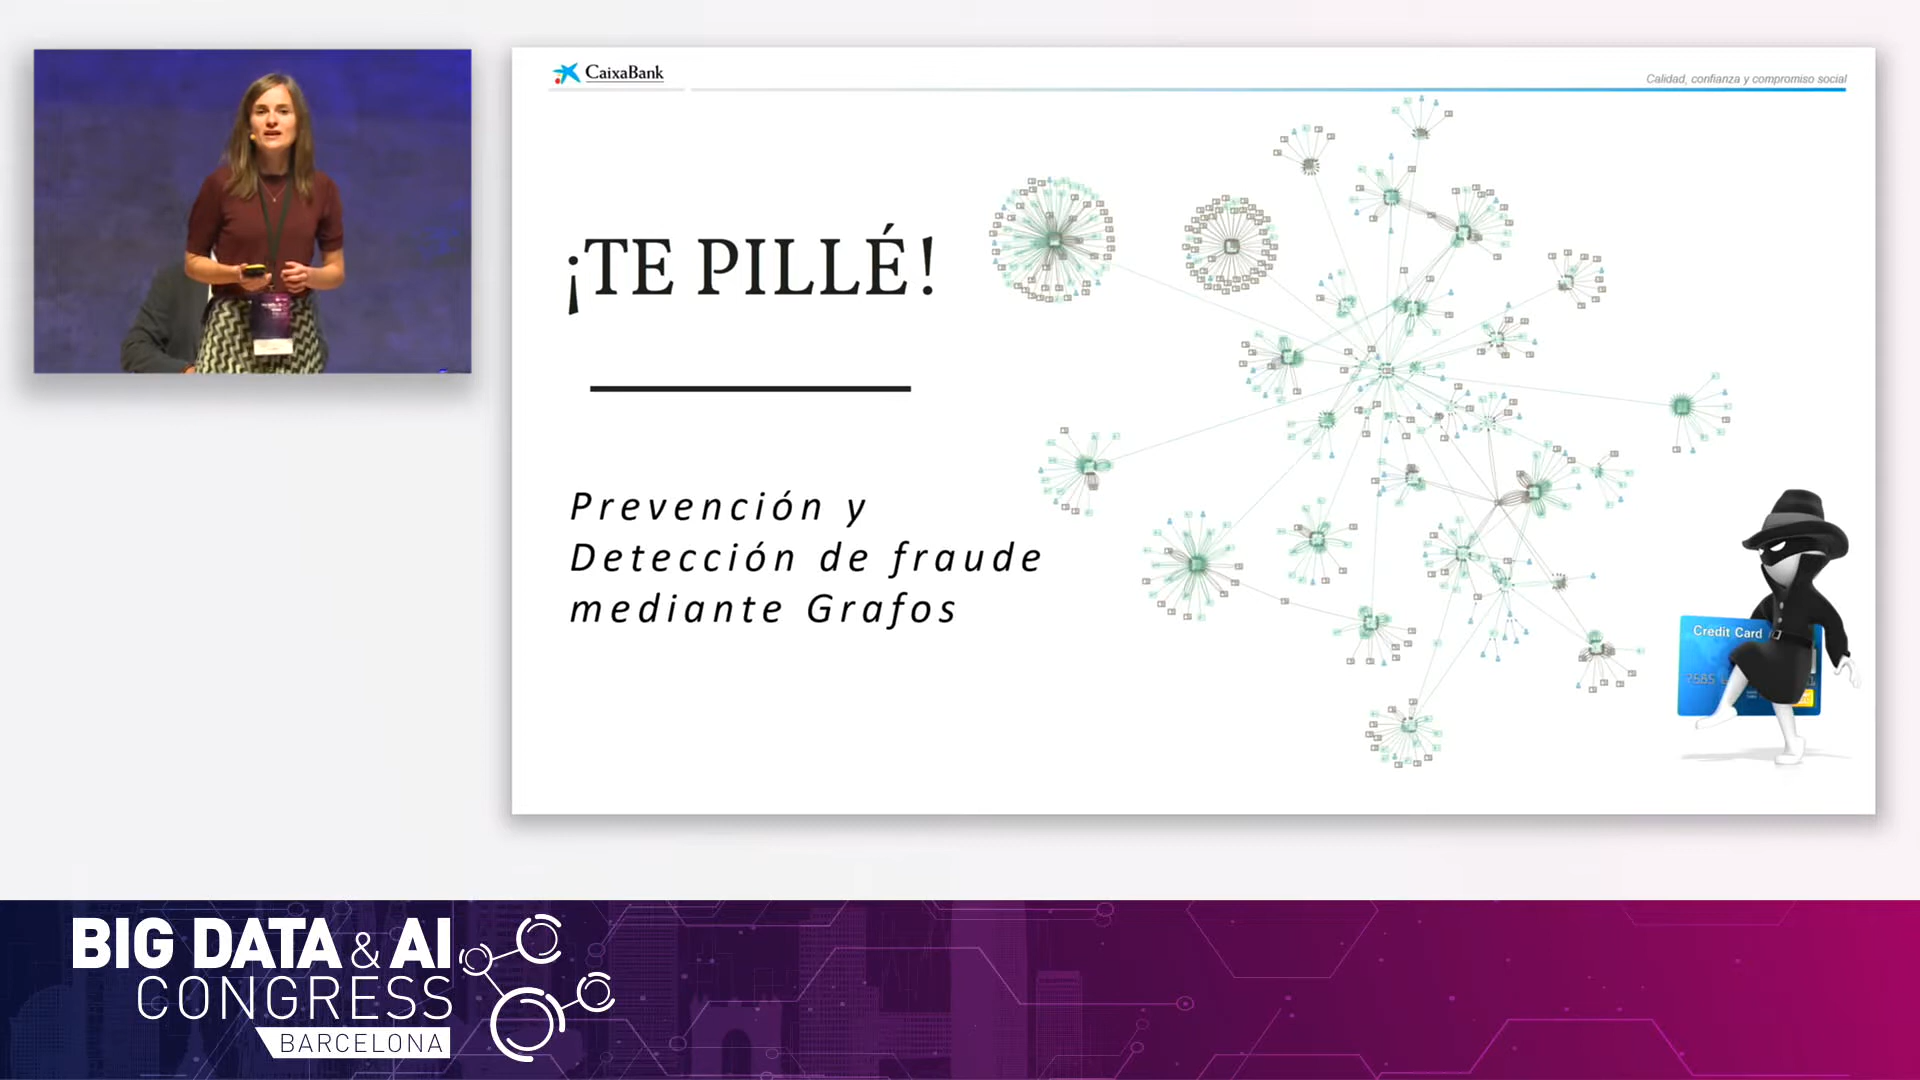 CaixaBank
Calidad, confianza y compromiso social
¡TE PILLÉ!
Prevención y
Detección de fraude
mediante Grafos
Credit Card
BIG DATA & AI
CONGRESS
BARCELONA